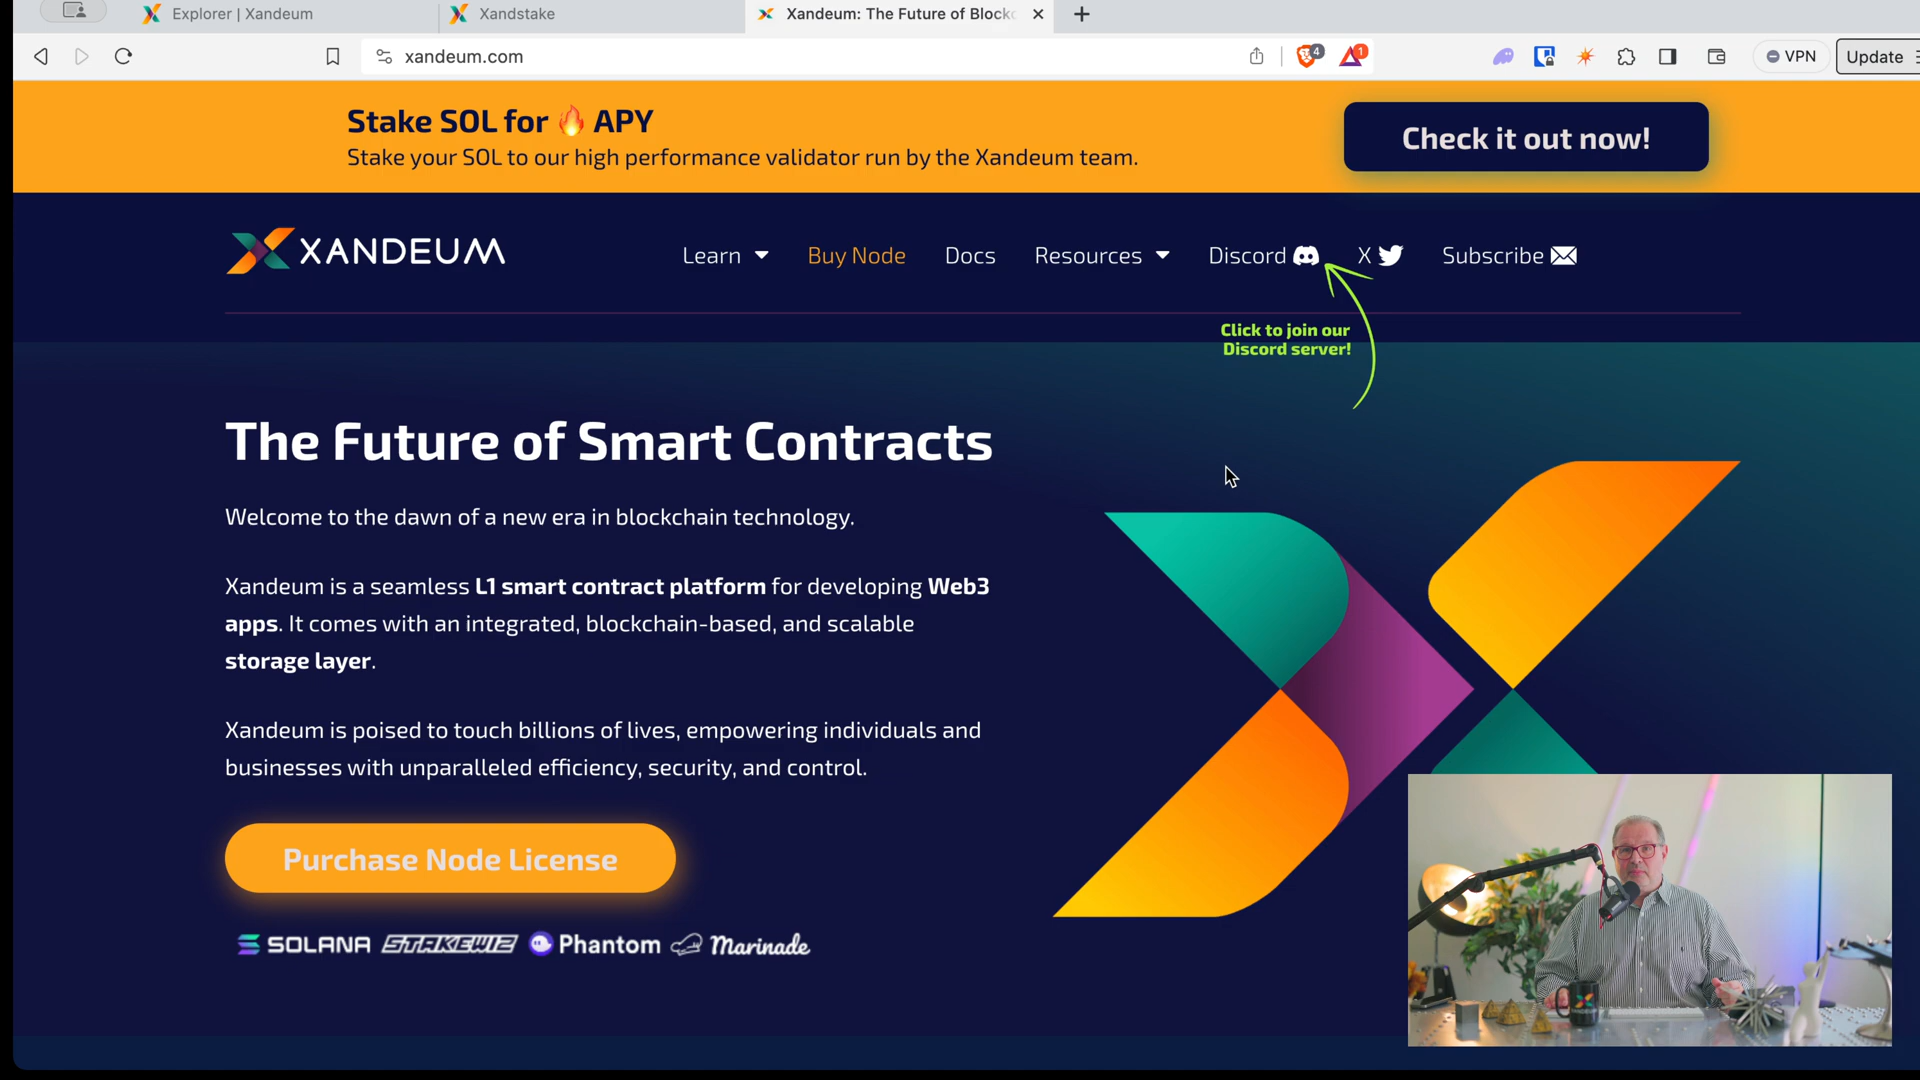 Explorer | Xandeum
Xandstake
Xandeum: The Future of Block
xandeum.com
4
1
VPN
Update
Stake SOL for 🔥 APY
Stake your SOL to our high performance validator run by the Xandeum team.
Check it out now!
XANDEUM
Learn
Buy Node
Docs
Resources
Discord
X
Subscribe
Click to join our
Discord server!
The Future of Smart Contracts
Welcome to the dawn of a new era in blockchain technology.
Xandeum is a seamless L1 smart contract platform for developing Web3
apps. It comes with an integrated, blockchain-based, and scalable
storage layer.
Xandeum is poised to touch billions of lives, empowering individuals and
businesses with unparalleled efficiency, security, and control.
Purchase Node License
SOLANA STAKEWIZ Phantom Marinade
XANDEUM